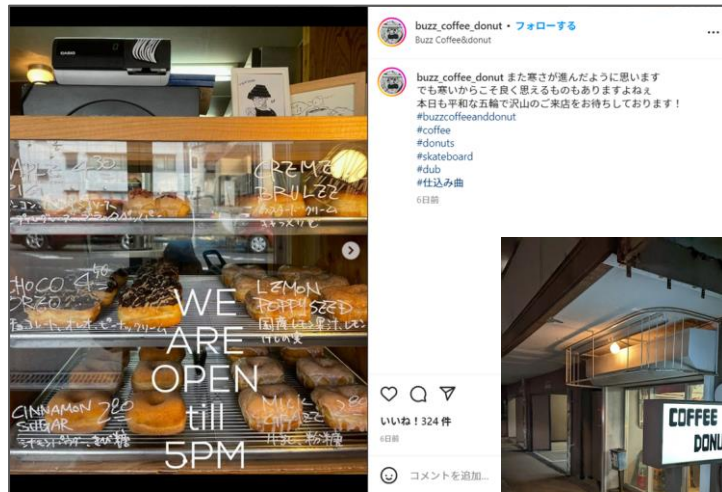 CASIO
430
CREME
BRULEE
CHOCO
LEMON
POPPY SEED
CINNAMON 280
SUGAR
MILK
WE
ARE
OPEN
till
5PM
buzz_coffee_donut • フォローする
Buzz Coffee&donut
buzz_coffee_donut また寒さが進んだように思います
でも寒いからこそ良く思えるものもありますよねぇ
本日も平和な五輪で沢山のご来店をお待ちしております！
#buzzcoffeeanddonut
#coffee
#donuts
#skateboard
#dub
#仕込み曲
6日前
いいね！324 件
6日前
コメントを追加...
COFFEE
DONU